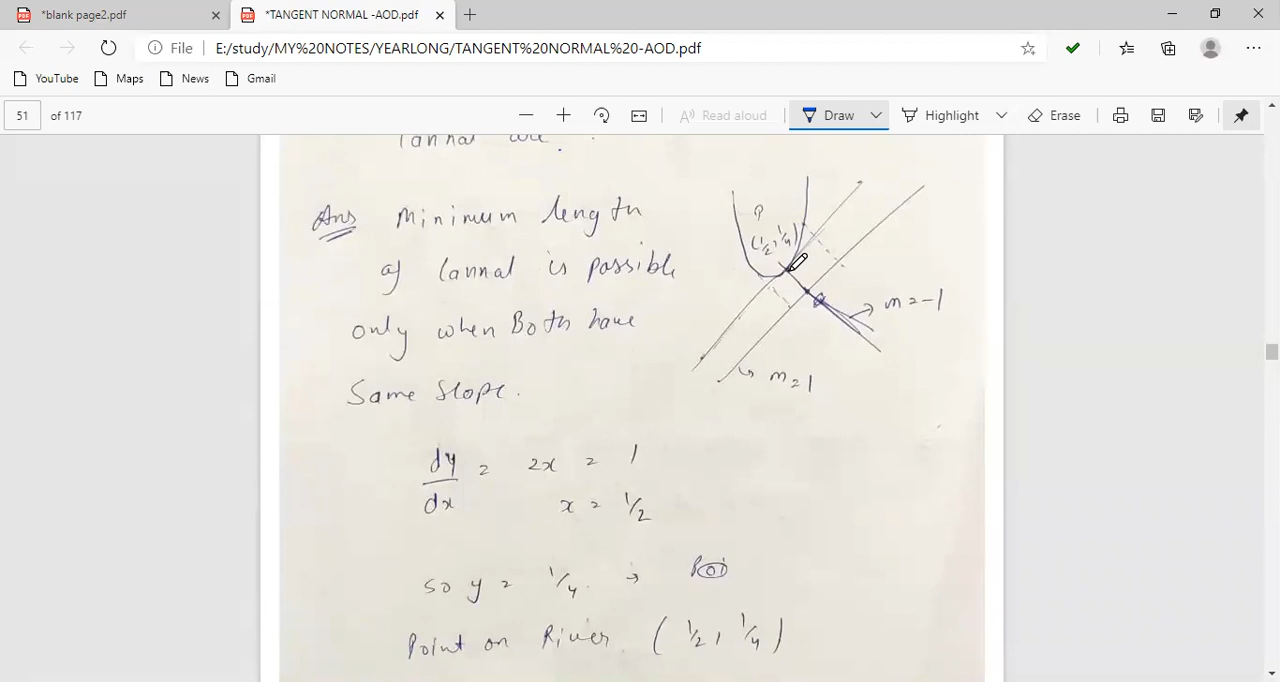 *blank page2.pdf
*TANGENT NORMAL -AOD.pdf
File
E:/study/MY%20NOTES/YEARLONG/TANGENT%20NORMAL%20-AOD.pdf
YouTube
Maps
News
Gmail
51 of 117
Read aloud
Draw
Highlight
Erase
Ans Minimum length
of Cannal is possible
only when Both have
Same Slope.
P
(1/2, 1/4)
m=-1
m=1
dy/dx = 2x = 1
x = 1/2
so y = 1/4 →
Point on River (1/2, 1/4)